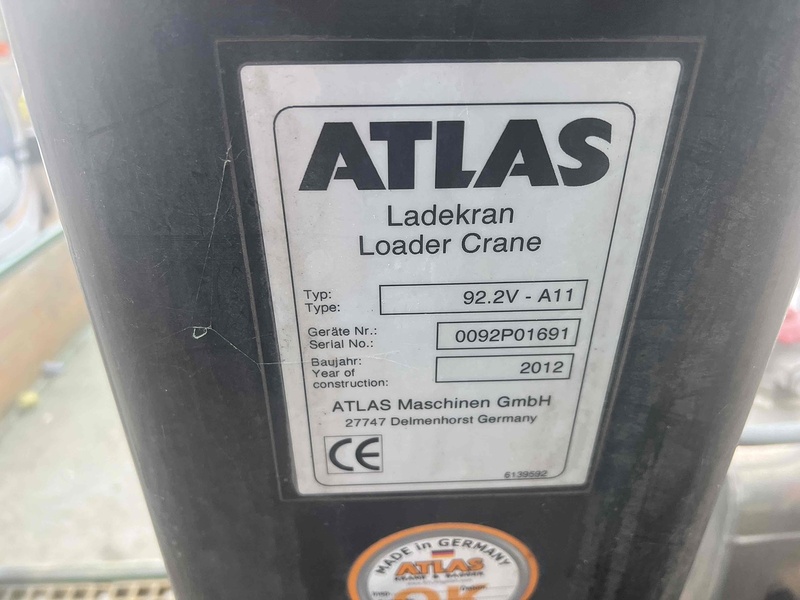 ATLAS
Ladekran
Loader Crane
Typ:
Type:
92.2V - A11
Geräte Nr.:
Serial No.:
0092P01691
Baujahr:
Year of
construction:
2012
ATLAS Maschinen GmbH
27747 Delmenhorst Germany
CE
6139592
MADE in GERMANY
ATLAS
OK